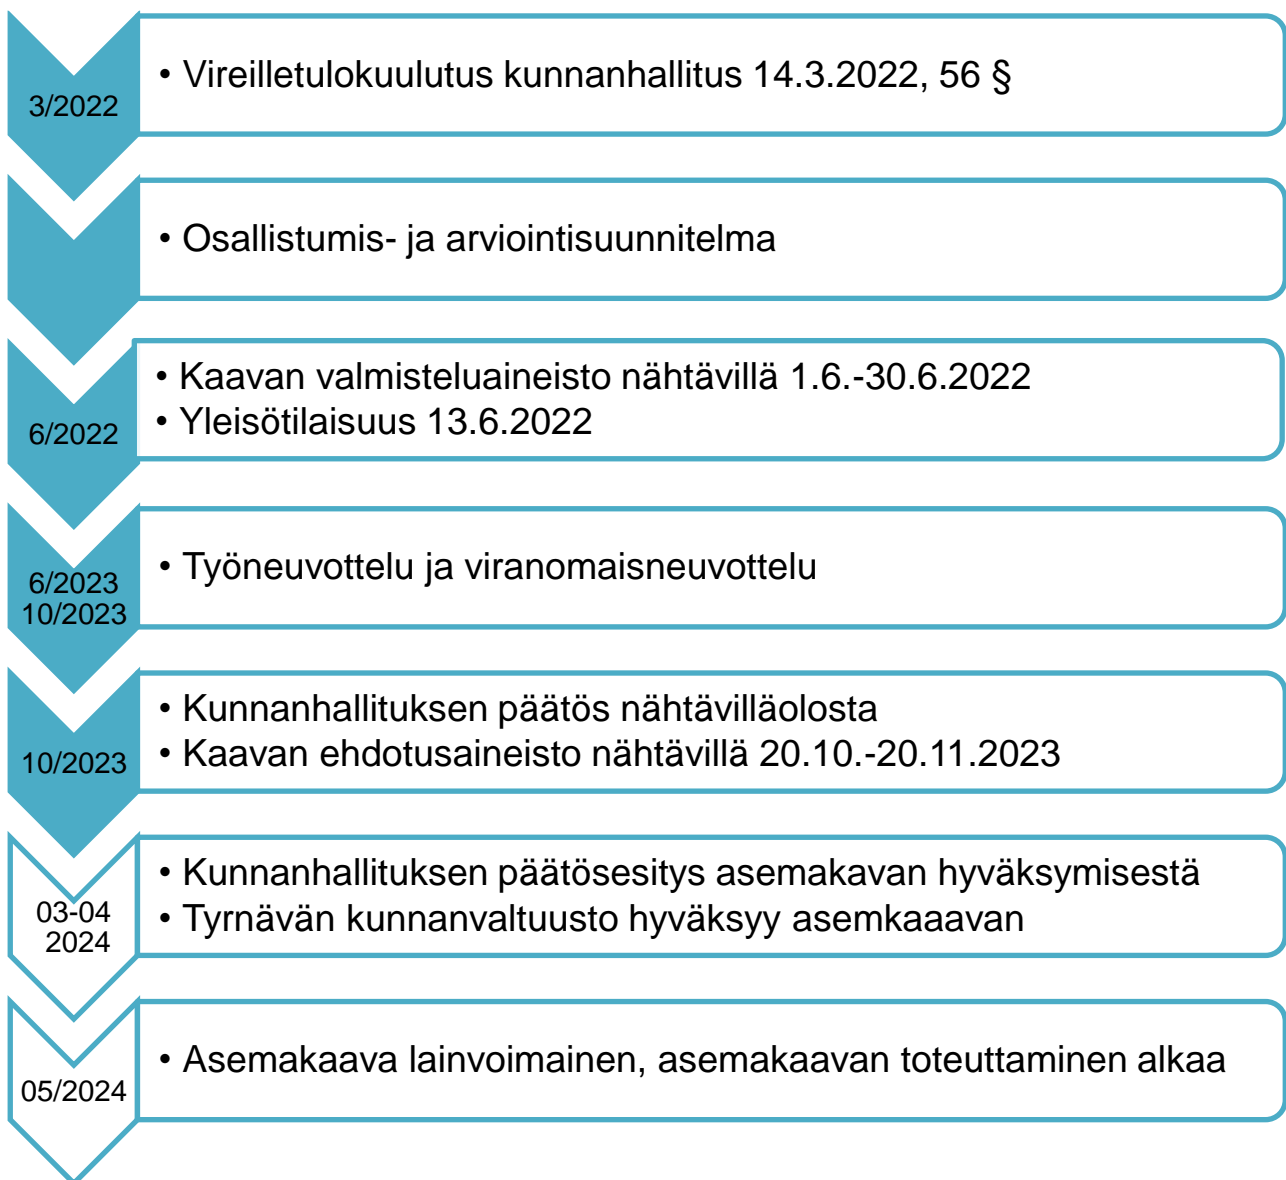 3/2022
• Vireilletulokuulutus kunnanhallitus 14.3.2022, 56 §
• Osallistumis- ja arviointisuunnitelma
6/2022
• Kaavan valmisteluaineisto nähtävillä 1.6.-30.6.2022
• Yleisötilaisuus 13.6.2022
6/2023
10/2023
• Työneuvottelu ja viranomaisneuvottelu
10/2023
• Kunnanhallituksen päätös nähtävilläolosta
• Kaavan ehdotusaineisto nähtävillä 20.10.-20.11.2023
03-04
2024
• Kunnanhallituksen päätösesitys asemakavan hyväksymisestä
• Tyrnävän kunnanvaltuusto hyväksyy asemkaaavan
05/2024
• Asemakaava lainvoimainen, asemakaavan toteuttaminen alkaa